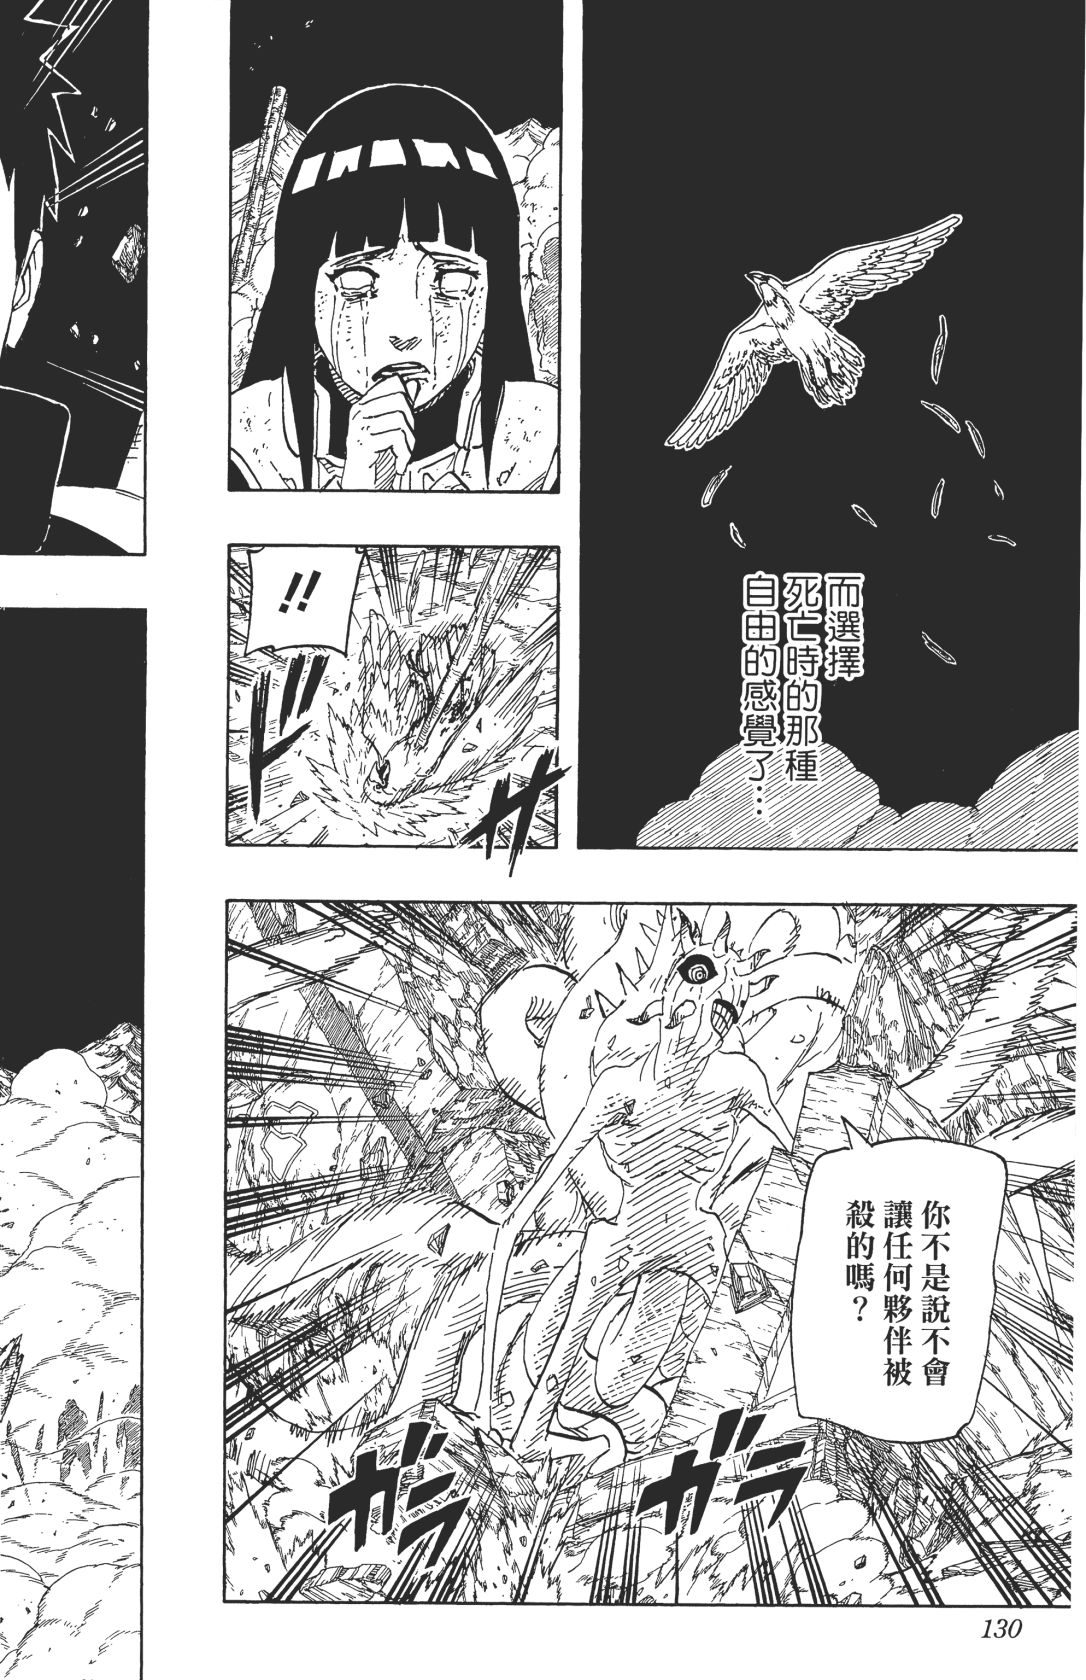 而選擇
死亡時的那種
自由的感覺了…
!!
ドッ
ガラ
ガラ
你不是說不會
讓任何夥伴被
殺的嗎？
130